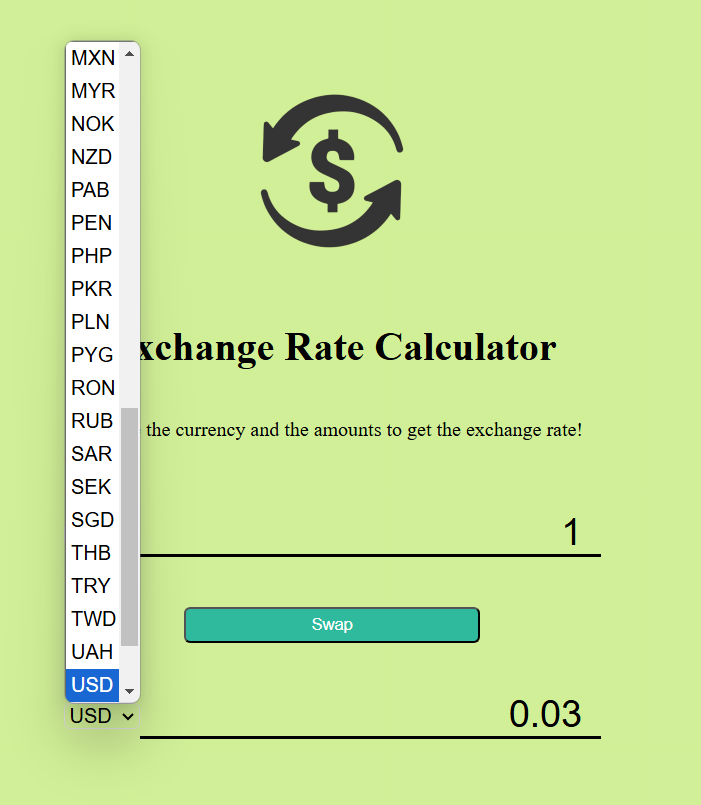 MXN
MYR
NOK
NZD
PAB
PEN
PHP
PKR
PLN
PYG
RON
RUB
SAR
SEK
SGD
THB
TRY
TWD
UAH
USD
$
xchange Rate Calculator
the currency and the amounts to get the exchange rate!
1
Swap
USD
0.03